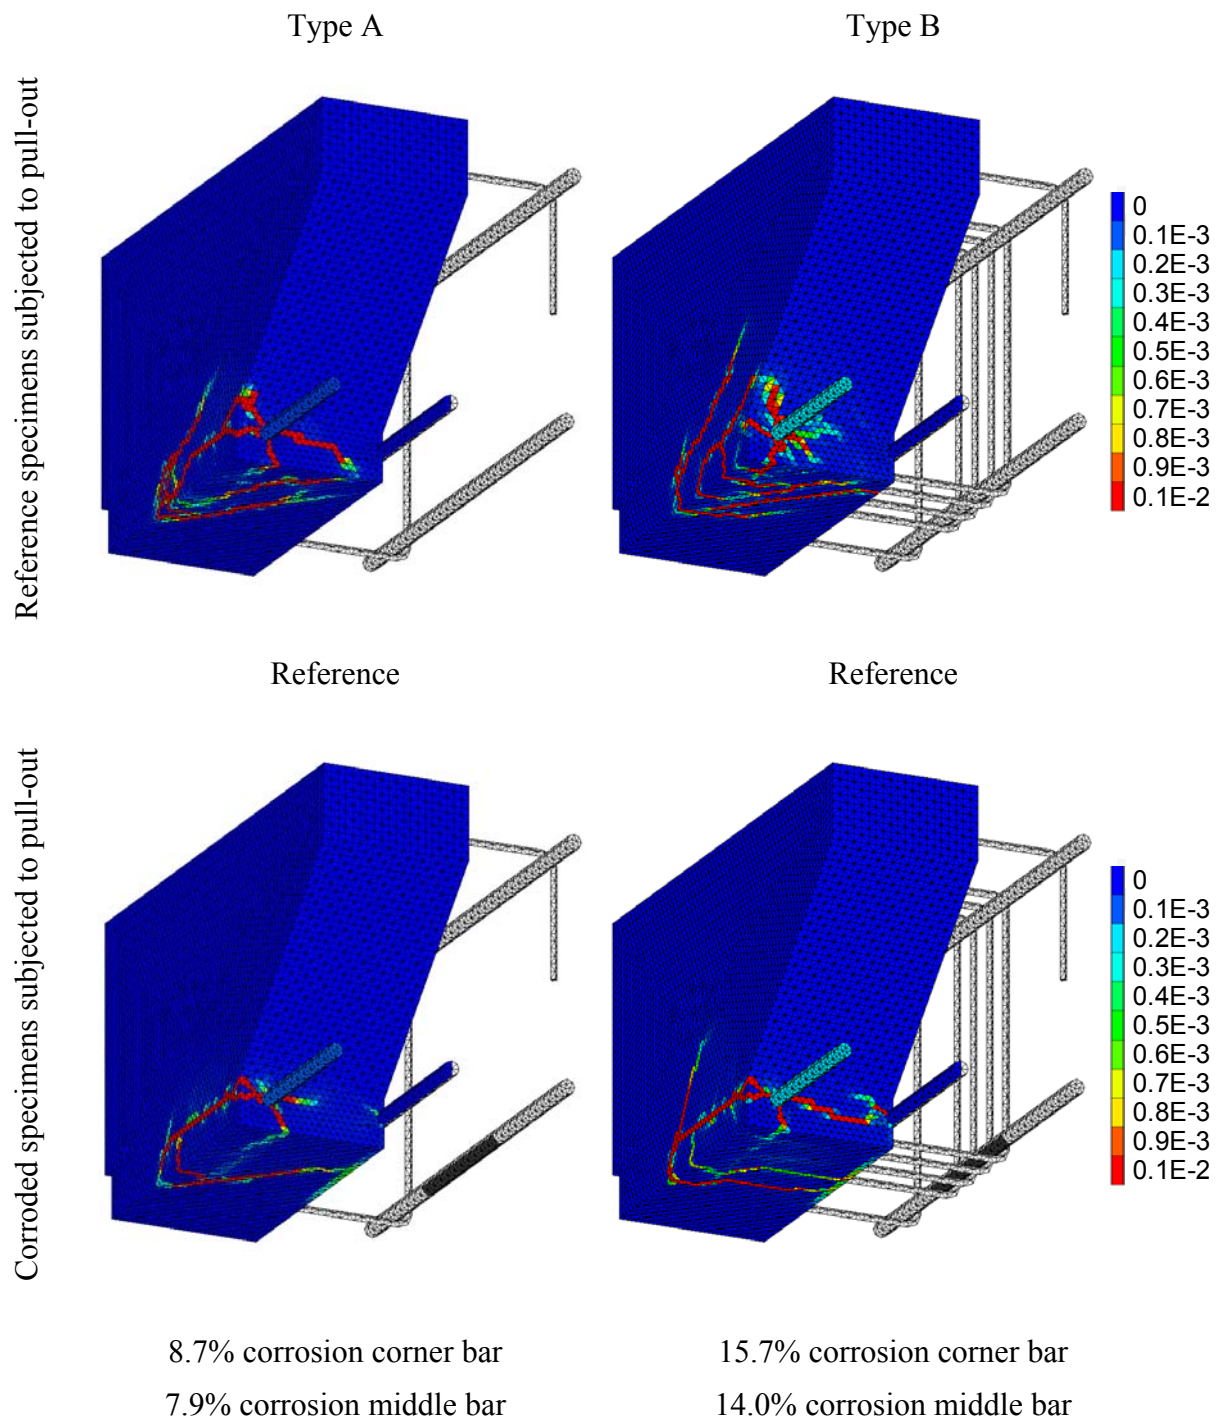 Type A
Type B
Reference specimens subjected to pull-out
0
0.1E-3
0.2E-3
0.3E-3
0.4E-3
0.5E-3
0.6E-3
0.7E-3
0.8E-3
0.9E-3
0.1E-2
Reference
Reference
Corroded specimens subjected to pull-out
0
0.1E-3
0.2E-3
0.3E-3
0.4E-3
0.5E-3
0.6E-3
0.7E-3
0.8E-3
0.9E-3
0.1E-2
8.7% corrosion corner bar
7.9% corrosion middle bar
15.7% corrosion corner bar
14.0% corrosion middle bar